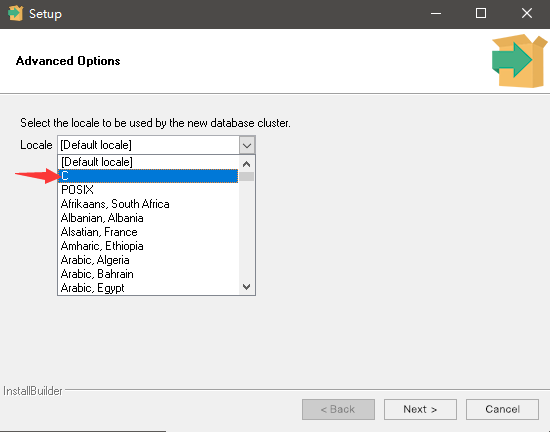 Setup
Advanced Options
Select the locale to be used by the new database cluster.
Locale [Default locale]
[Default locale]
C
POSIX
Afrikaans, South Africa
Albanian, Albania
Alsatian, France
Amharic, Ethiopia
Arabic, Algeria
Arabic, Bahrain
Arabic, Egypt
InstallBuilder
< Back Next > Cancel